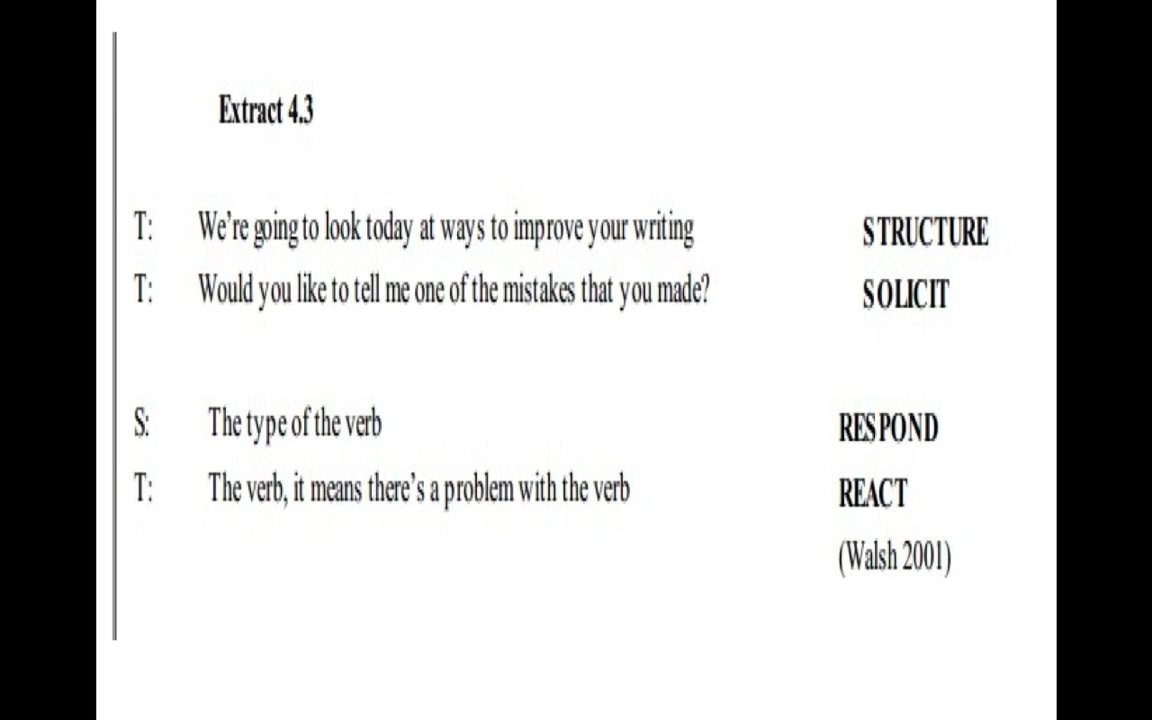 Extract 4.3
T: We're going to look today at ways to improve your writing STRUCTURE
T: Would you like to tell me one of the mistakes that you made? SOLICIT
S: The type of the verb RESPOND
T: The verb, it means there's a problem with the verb REACT
(Walsh 2001)